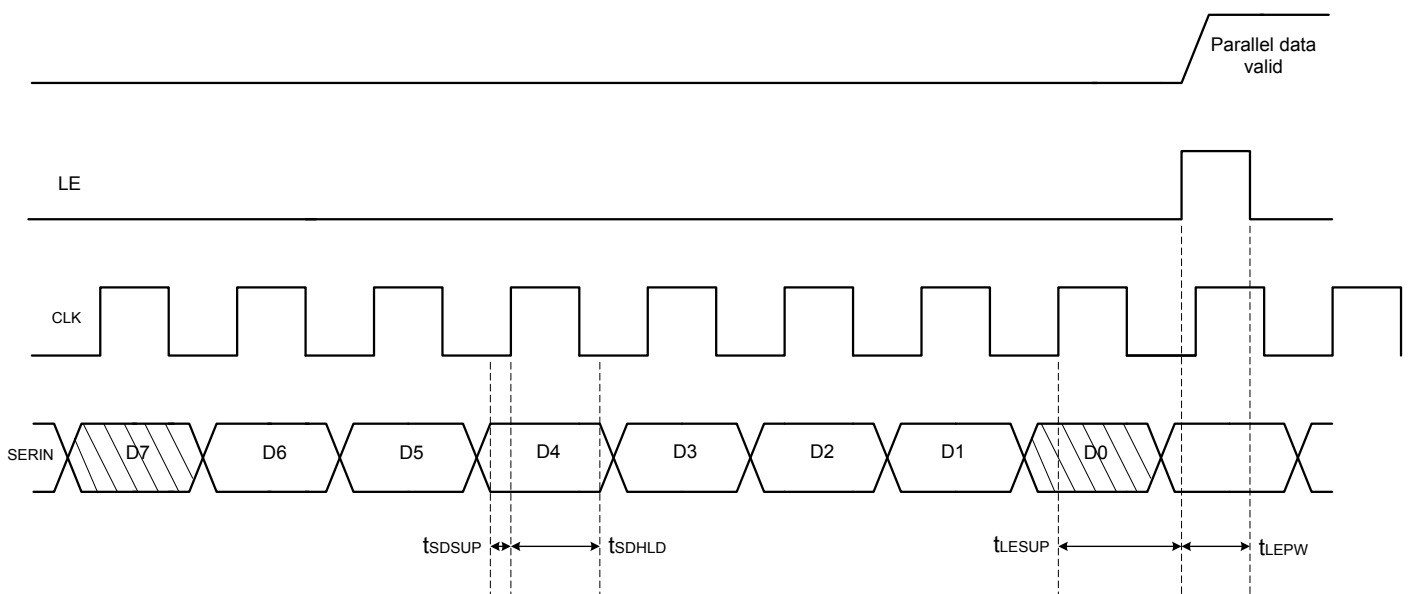 Parallel data
valid
LE
CLK
SERIN
D7
D6
D5
D4
D3
D2
D1
D0
tSDSUP
tSDHLD
tLESUP
tLEPW